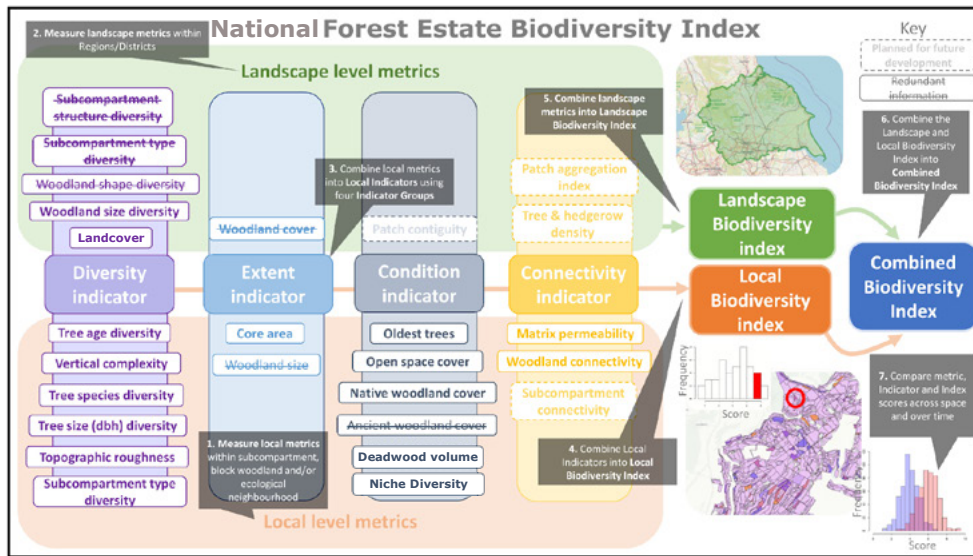 National Forest Estate Biodiversity Index
2. Measure landscape metrics within
Regions/Districts
Landscape level metrics
Key
Planned for future
development
Redundant
information
Subcompartment
structure diversity
Subcompartment type
diversity
Woodland shape diversity
Woodland size diversity
Landcover
Diversity
indicator
Tree age diversity
Vertical complexity
Tree species diversity
Tree size (dbh) diversity
Topographic roughness
Subcompartment type
diversity
Woodland cover
Extent
indicator
Core area
Woodland size
1. Measure local metrics
within subcompartment,
block woodland and/or
ecological
neighbourhood
3. Combine local metrics
into Local Indicators using
four Indicator Groups
Patch contiguity
Condition
indicator
Oldest trees
Open space cover
Native woodland cover
Ancient woodland cover
Deadwood volume
Niche Diversity
Patch aggregation
index
Tree & hedgerow
density
Connectivity
indicator
Matrix permeability
Woodland connectivity
Subcompartment
connectivity
Local level metrics
5. Combine landscape
metrics into Landscape
Biodiversity Index
Landscape
Biodiversity
index
Local
Biodiversity
index
4. Combine Local
Indicators into Local
Biodiversity Index
6. Combine the
Landscape and
Local Biodiversity
Index into
Combined
Biodiversity Index
Combined
Biodiversity
Index
Frequency
Score
7. Compare metric,
Indicator and Index
scores across space
and over time
Frequency
Score